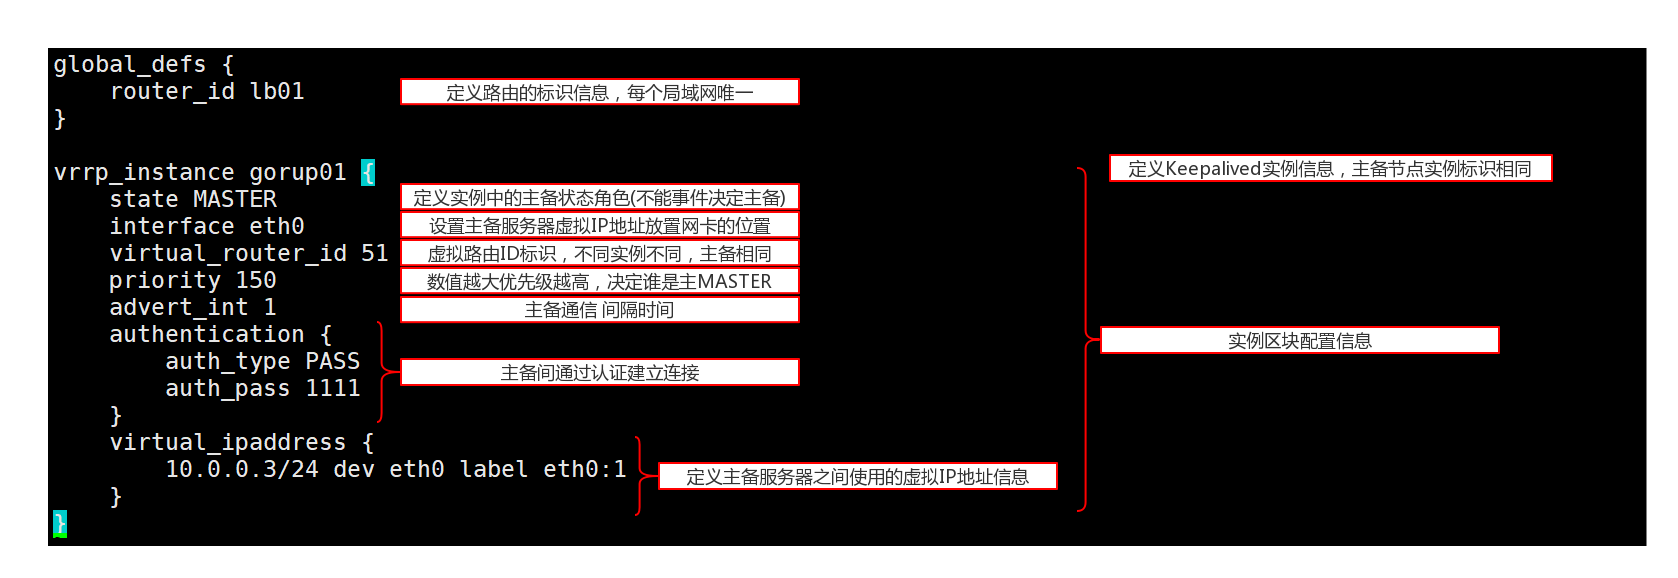 global_defs {
router_id lb01 定义路由的标识信息，每个局域网唯一
}
vrrp_instance gorup01 { 定义Keepalived实例信息，主备节点实例标识相同
state MASTER 定义实例中的主备状态角色(不能事件决定主备)
interface eth0 设置主备服务器虚拟IP地址放置网卡的位置
virtual_router_id 51 虚拟路由ID标识，不同实例不同，主备相同
priority 150 数值越大优先级越高，决定谁是主MASTER
advert_int 1 主备通信 间隔时间
authentication { 实例区块配置信息
auth_type PASS 主备间通过认证建立连接
auth_pass 1111
}
virtual_ipaddress {
10.0.0.3/24 dev eth0 label eth0:1 定义主备服务器之间使用的虚拟IP地址信息
}
}